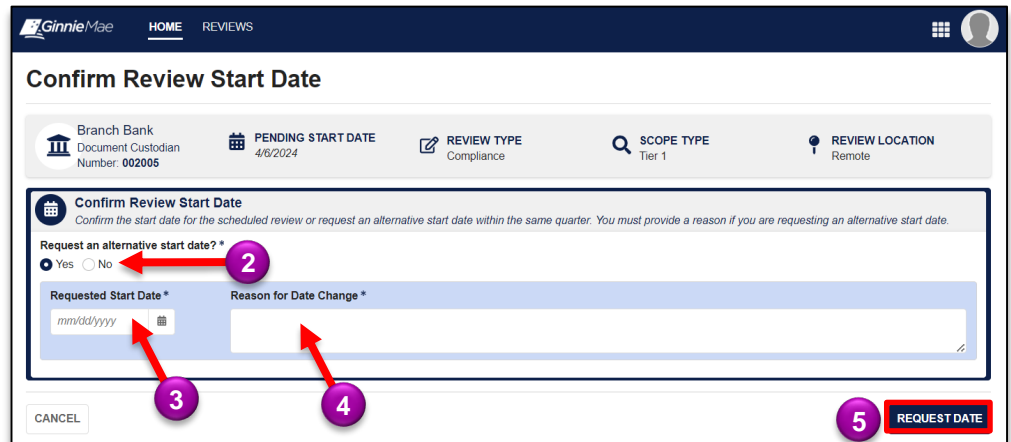 GinnieMae HOME REVIEWS
Confirm Review Start Date
Branch Bank
Document Custodian
Number: 002005
PENDING START DATE
4/6/2024
REVIEW TYPE
Compliance
SCOPE TYPE
Tier 1
REVIEW LOCATION
Remote
Confirm Review Start Date
Confirm the start date for the scheduled review or request an alternative start date within the same quarter. You must provide a reason if you are requesting an alternative start date.
Request an alternative start date? *
Yes No
2
Requested Start Date * Reason for Date Change *
mm/dd/yyyy
3
4
CANCEL
5
REQUEST DATE